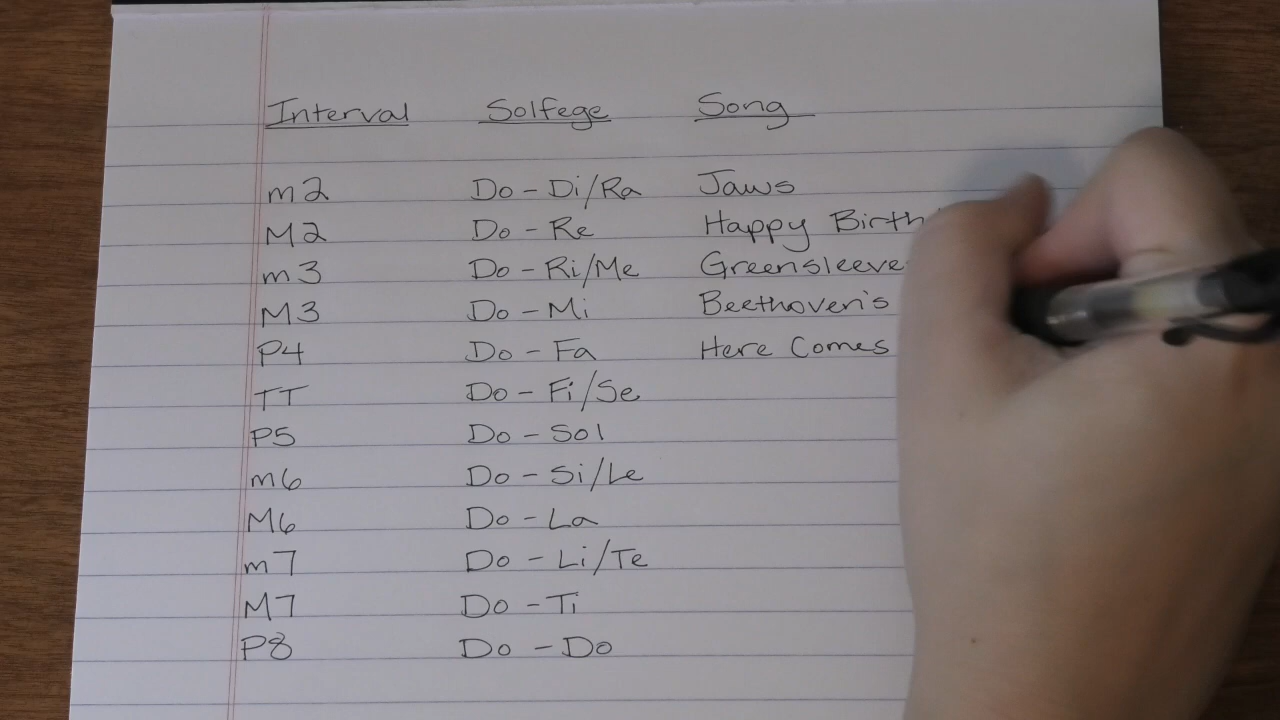 Interval Solfege Song
m2 Do - Di/Ra Jaws
M2 Do - Re Happy Birth
m3 Do - Ri/Me Greensleeve
M3 Do - Mi Beethoven's
P4 Do - Fa Here Comes
TT Do - Fi/Se
P5 Do - Sol
m6 Do - Si/Le
M6 Do - La
m7 Do - Li/Te
M7 Do - Ti
P8 Do - Do